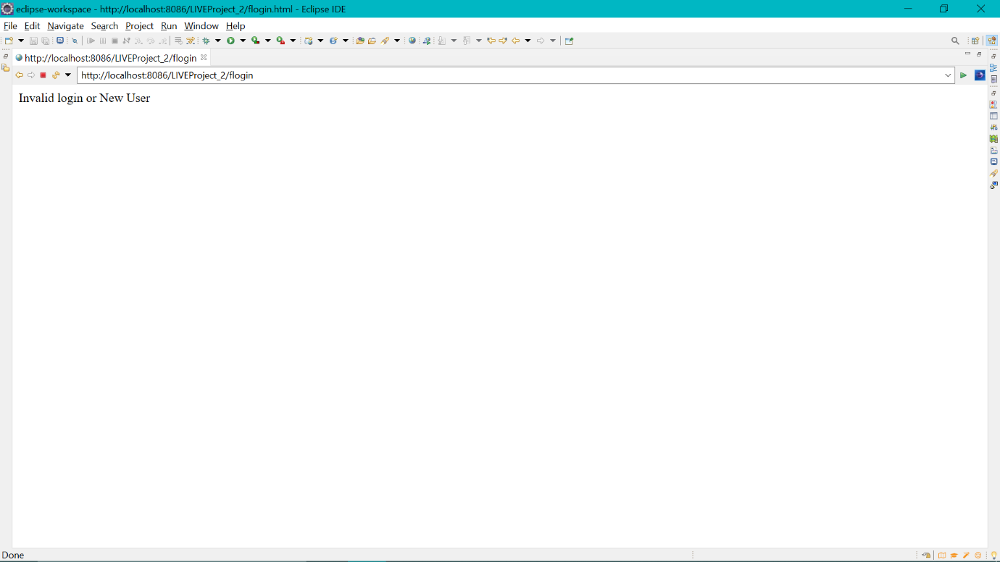 eclipse-workspace - http://localhost:8086/LIVEProject_2/flogin.html - Eclipse IDE
File Edit Navigate Search Project Run Window Help
http://localhost:8086/LIVEProject_2/flogin
http://localhost:8086/LIVEProject_2/flogin
Invalid login or New User
Done